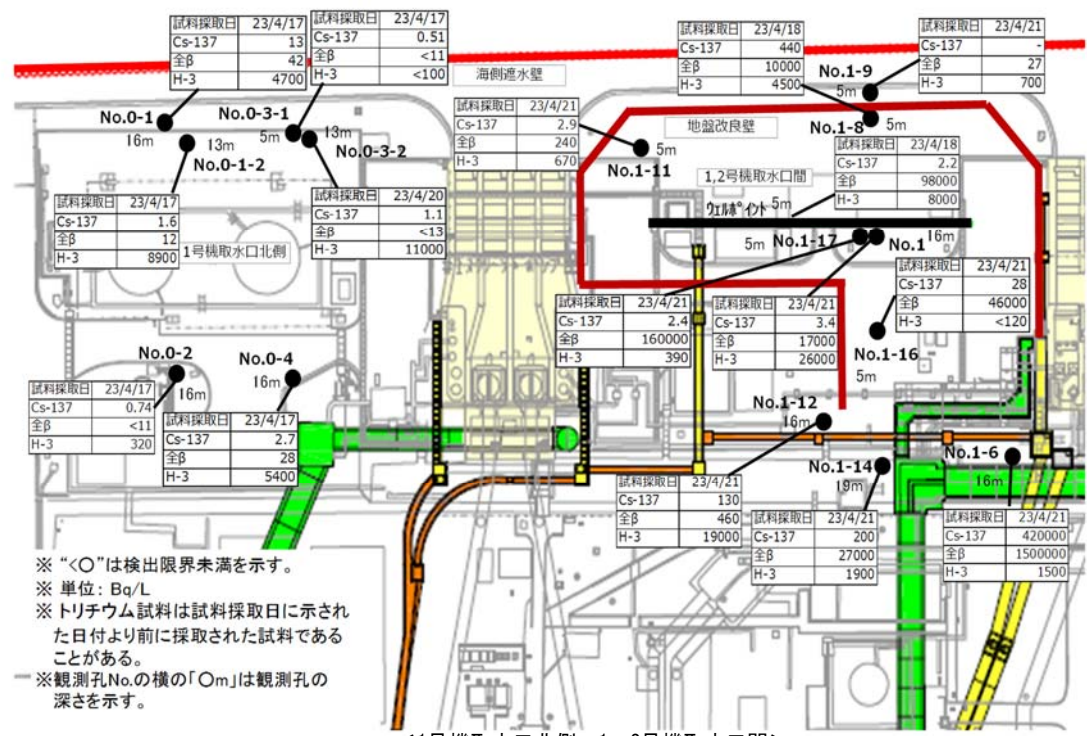 試料採取日 23/4/17
Cs-137 13
全β 42
H-3 4700
試料採取日 23/4/17
Cs-137 0.51
全β <11
H-3 <100
海側遮水壁
試料採取日 23/4/18
Cs-137 440
全β 10000
H-3 4500
試料採取日 23/4/21
Cs-137 -
全β 27
H-3 700
No.1-9
5m
No.0-1
16m
No.0-3-1
5m
13m
No.0-3-2
13m
No.0-1-2
試料採取日 23/4/21
Cs-137 2.9
全β 240
H-3 670
5m
No.1-11
地盤改良壁
No.1-8
5m
試料採取日 23/4/18
Cs-137 2.2
全β 98000
H-3 8000
1,2号機取水口間
ウェルポイント
5m
試料採取日 23/4/17
Cs-137 1.6
全β 12
H-3 8900
1号機取水口北側
試料採取日 23/4/20
Cs-137 1.1
全β <13
H-3 11000
5m
No.1-17
No.1
16m
試料採取日 23/4/21
Cs-137 28
全β 46000
H-3 <120
試料採取日 23/4/21
Cs-137 2.4
全β 160000
H-3 390
試料採取日 23/4/21
Cs-137 3.4
全β 17000
H-3 26000
No.1-16
5m
No.0-2
16m
No.0-4
16m
試料採取日 23/4/17
Cs-137 0.74
全β <11
H-3 320
試料採取日 23/4/17
Cs-137 2.7
全β 28
H-3 5400
No.1-12
16m
No.1-14
19m
No.1-6
16m
試料採取日 23/4/21
Cs-137 130
全β 460
H-3 19000
試料採取日 23/4/21
Cs-137 200
全β 27000
H-3 1900
試料採取日 23/4/21
Cs-137 420000
全β 1500000
H-3 1500
※ “<○”は検出限界未満を示す。
※ 単位: Bq/L
※ トリチウム試料は試料採取日に示され
た日付より前に採取された試料である
ことがある。
※観測孔No.の横の「○m」は観測孔の
深さを示す。